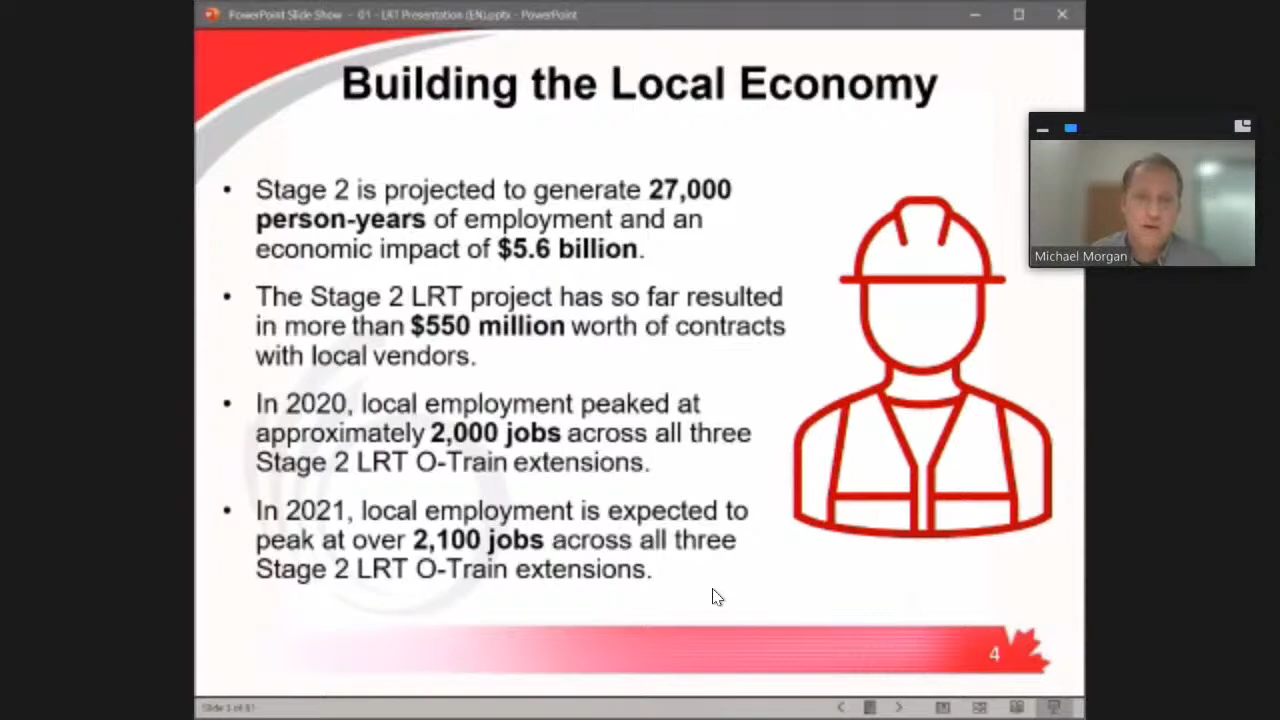 PowerPoint Slide Show - 01 - LRT Presentation (EN).pptx - PowerPoint
Building the Local Economy
• Stage 2 is projected to generate 27,000
person-years of employment and an
economic impact of $5.6 billion.
• The Stage 2 LRT project has so far resulted
in more than $550 million worth of contracts
with local vendors.
• In 2020, local employment peaked at
approximately 2,000 jobs across all three
Stage 2 LRT O-Train extensions.
• In 2021, local employment is expected to
peak at over 2,100 jobs across all three
Stage 2 LRT O-Train extensions.
4
Michael Morgan